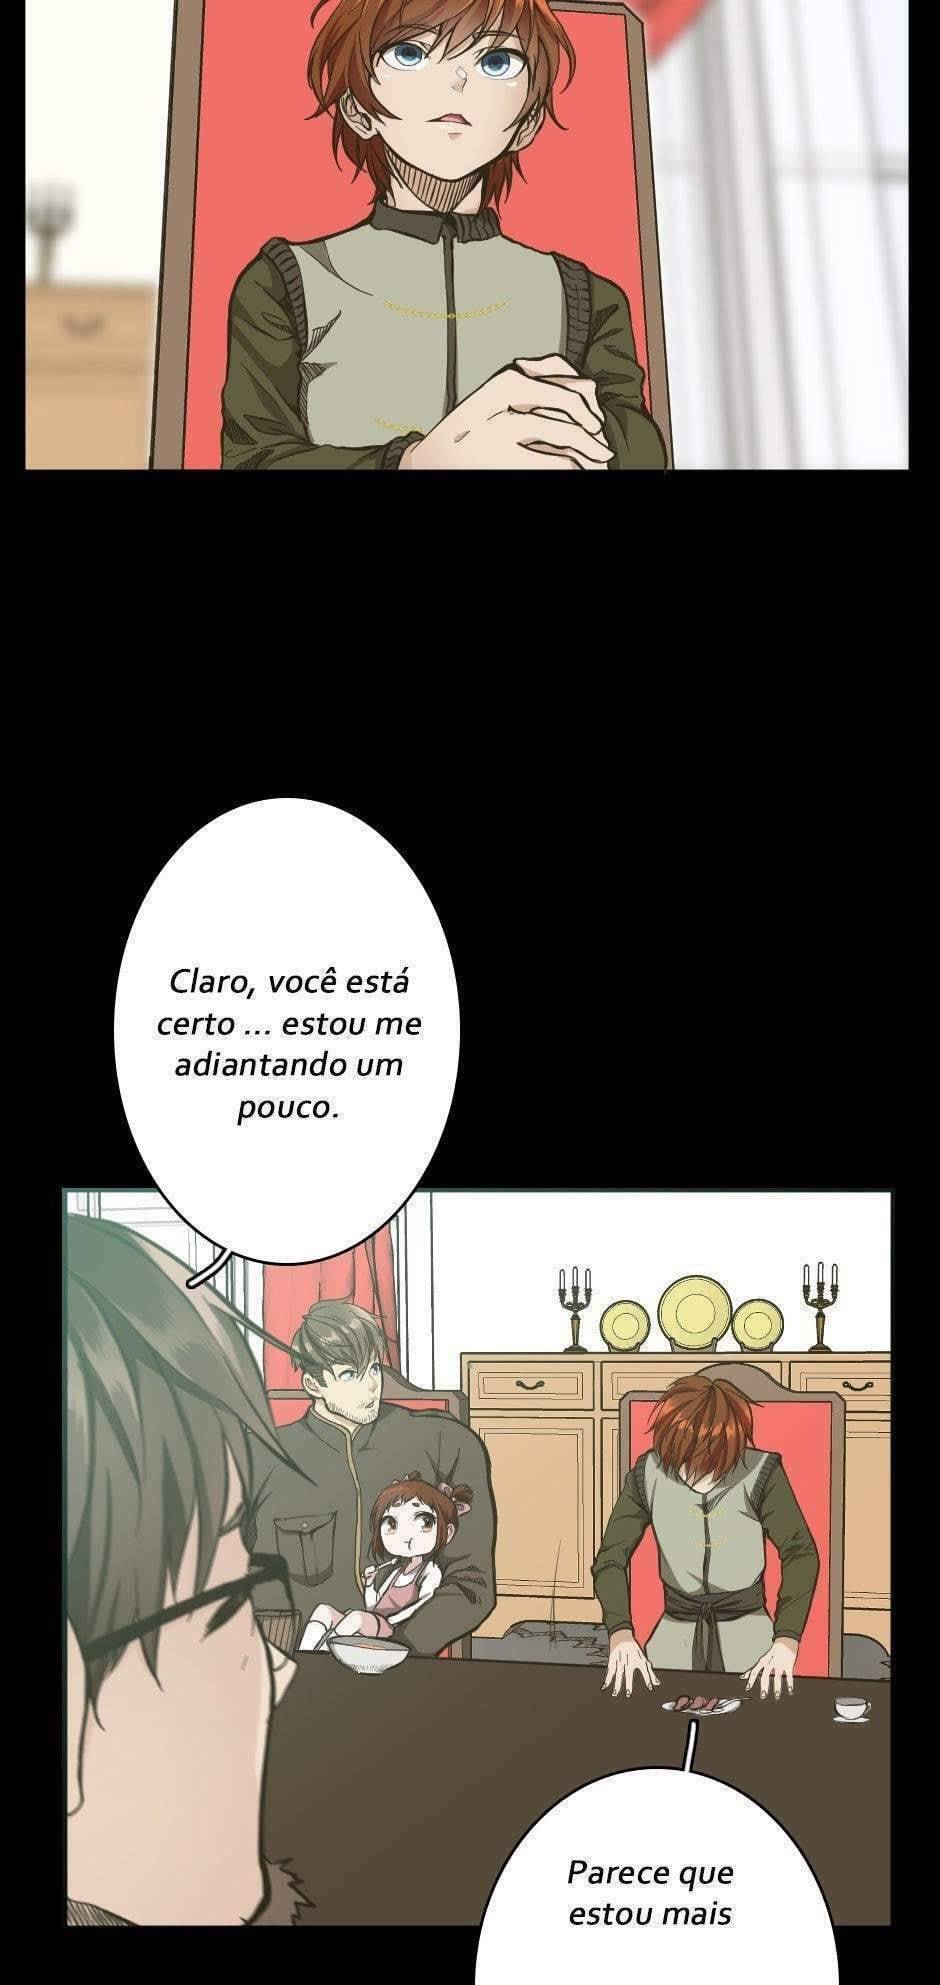 Claro, você está
certo ... estou me
adiantando um
pouco.
Parece que
estou mais